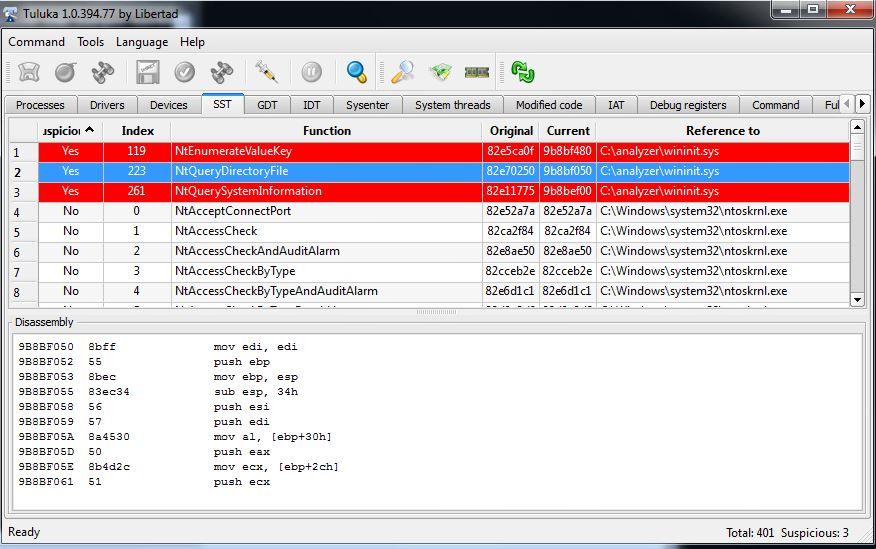 Tuluka 1.0.394.77 by Libertad
Command Tools Language Help
Processes Drivers Devices SST GDT IDT Sysenter System threads Modified code IAT Debug registers Command Ful
uspiciou Index Function Original Current Reference to
1 Yes 119 NtEnumerateValueKey 82e5ca0f 9b8bf480 C:\analyzer\wininit.sys
2 Yes 223 NtQueryDirectoryFile 82e70250 9b8bf050 C:\analyzer\wininit.sys
3 Yes 261 NtQuerySystemInformation 82e11775 9b8bef00 C:\analyzer\wininit.sys
4 No 0 NtAcceptConnectPort 82e52a7a 82e52a7a C:\Windows\system32\ntoskrnl.exe
5 No 1 NtAccessCheck 82ca2f84 82ca2f84 C:\Windows\system32\ntoskrnl.exe
6 No 2 NtAccessCheckAndAuditAlarm 82e8ae50 82e8ae50 C:\Windows\system32\ntoskrnl.exe
7 No 3 NtAccessCheckByType 82cceb2e 82cceb2e C:\Windows\system32\ntoskrnl.exe
8 No 4 NtAccessCheckByTypeAndAuditAlarm 82e6d1c1 82e6d1c1 C:\Windows\system32\ntoskrnl.exe
Disassembly
9B8BF050 8bff mov edi, edi
9B8BF052 55 push ebp
9B8BF053 8bec mov ebp, esp
9B8BF055 83ec34 sub esp, 34h
9B8BF058 56 push esi
9B8BF059 57 push edi
9B8BF05A 8a4530 mov al, [ebp+30h]
9B8BF05D 50 push eax
9B8BF05E 8b4d2c mov ecx, [ebp+2ch]
9B8BF061 51 push ecx
Ready Total: 401 Suspicious: 3